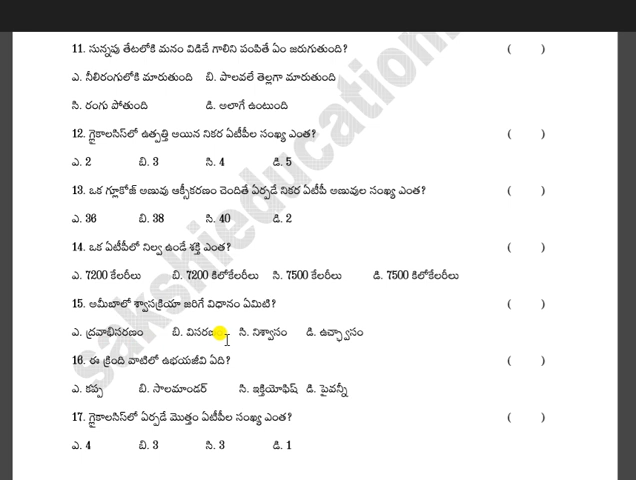 11. సున్నపు తేటలోకి మనం విడిచే గాలిని పంపితే ఏం జరుగుతుంది? ( )
ఎ. నీలిరంగులోకి మారుతుంది బి. పాలవలే తెల్లగా మారుతుంది
సి. రంగు పోతుంది డి. అలాగే ఉంటుంది
12. గ్లైకాలసిస్‌లో ఉత్పత్తి అయిన నికర ఏటీపీల సంఖ్య ఎంత? ( )
ఎ. 2 బి. 3 సి. 4 డి. 5
13. ఒక గ్లూకోజ్ అణువు ఆక్సీకరణం చెందితే ఏర్పడే నికర ఏటీపీ అణువుల సంఖ్య ఎంత? ( )
ఎ. 36 బి. 38 సి. 40 డి. 2
14. ఒక ఏటీపీలో నిల్వ ఉండే శక్తి ఎంత? ( )
ఎ. 7200 కేలరీలు బి. 7200 కిలోకేలరీలు సి. 7500 కేలరీలు డి. 7500 కిలోకేలరీలు
15. అమీబాలో శ్వాసక్రియా జరిగే విధానం ఏమిటి? ( )
ఎ. ద్రవాభిసరణం బి. విసరణం సి. నిశ్వాసం డి. ఉచ్ఛ్వాసం
16. ఈ క్రింది వాటిలో ఉభయజీవి ఏది? ( )
ఎ. కప్ప బి. సాలమాండర్ సి. ఇక్తియోఫిష్ డి. పైవన్నీ
17. గ్లైకాలసిస్‌లో ఏర్పడే మొత్తం ఏటీపీల సంఖ్య ఎంత? ( )
ఎ. 4 బి. 3 సి. 3 డి. 1
sakshieducation